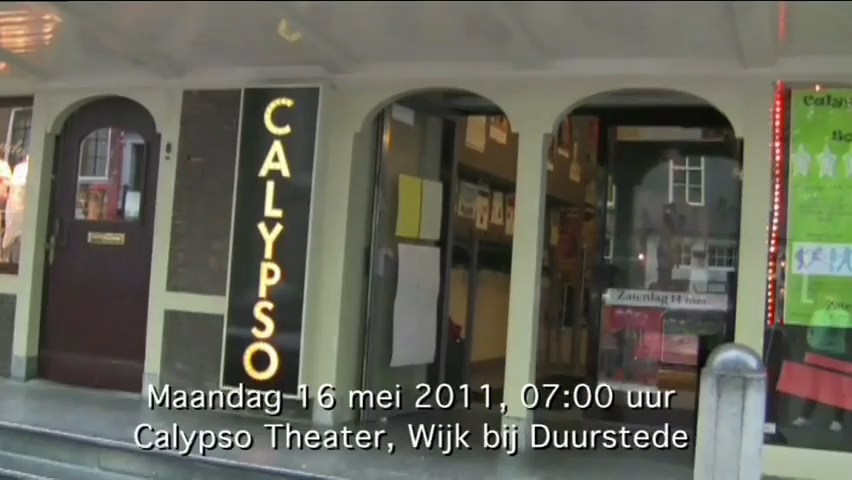 CALYPSO
Zaterdag 14 mei
Maandag 16 mei 2011, 07:00 uur
Calypso Theater, Wijk bij Duurstede